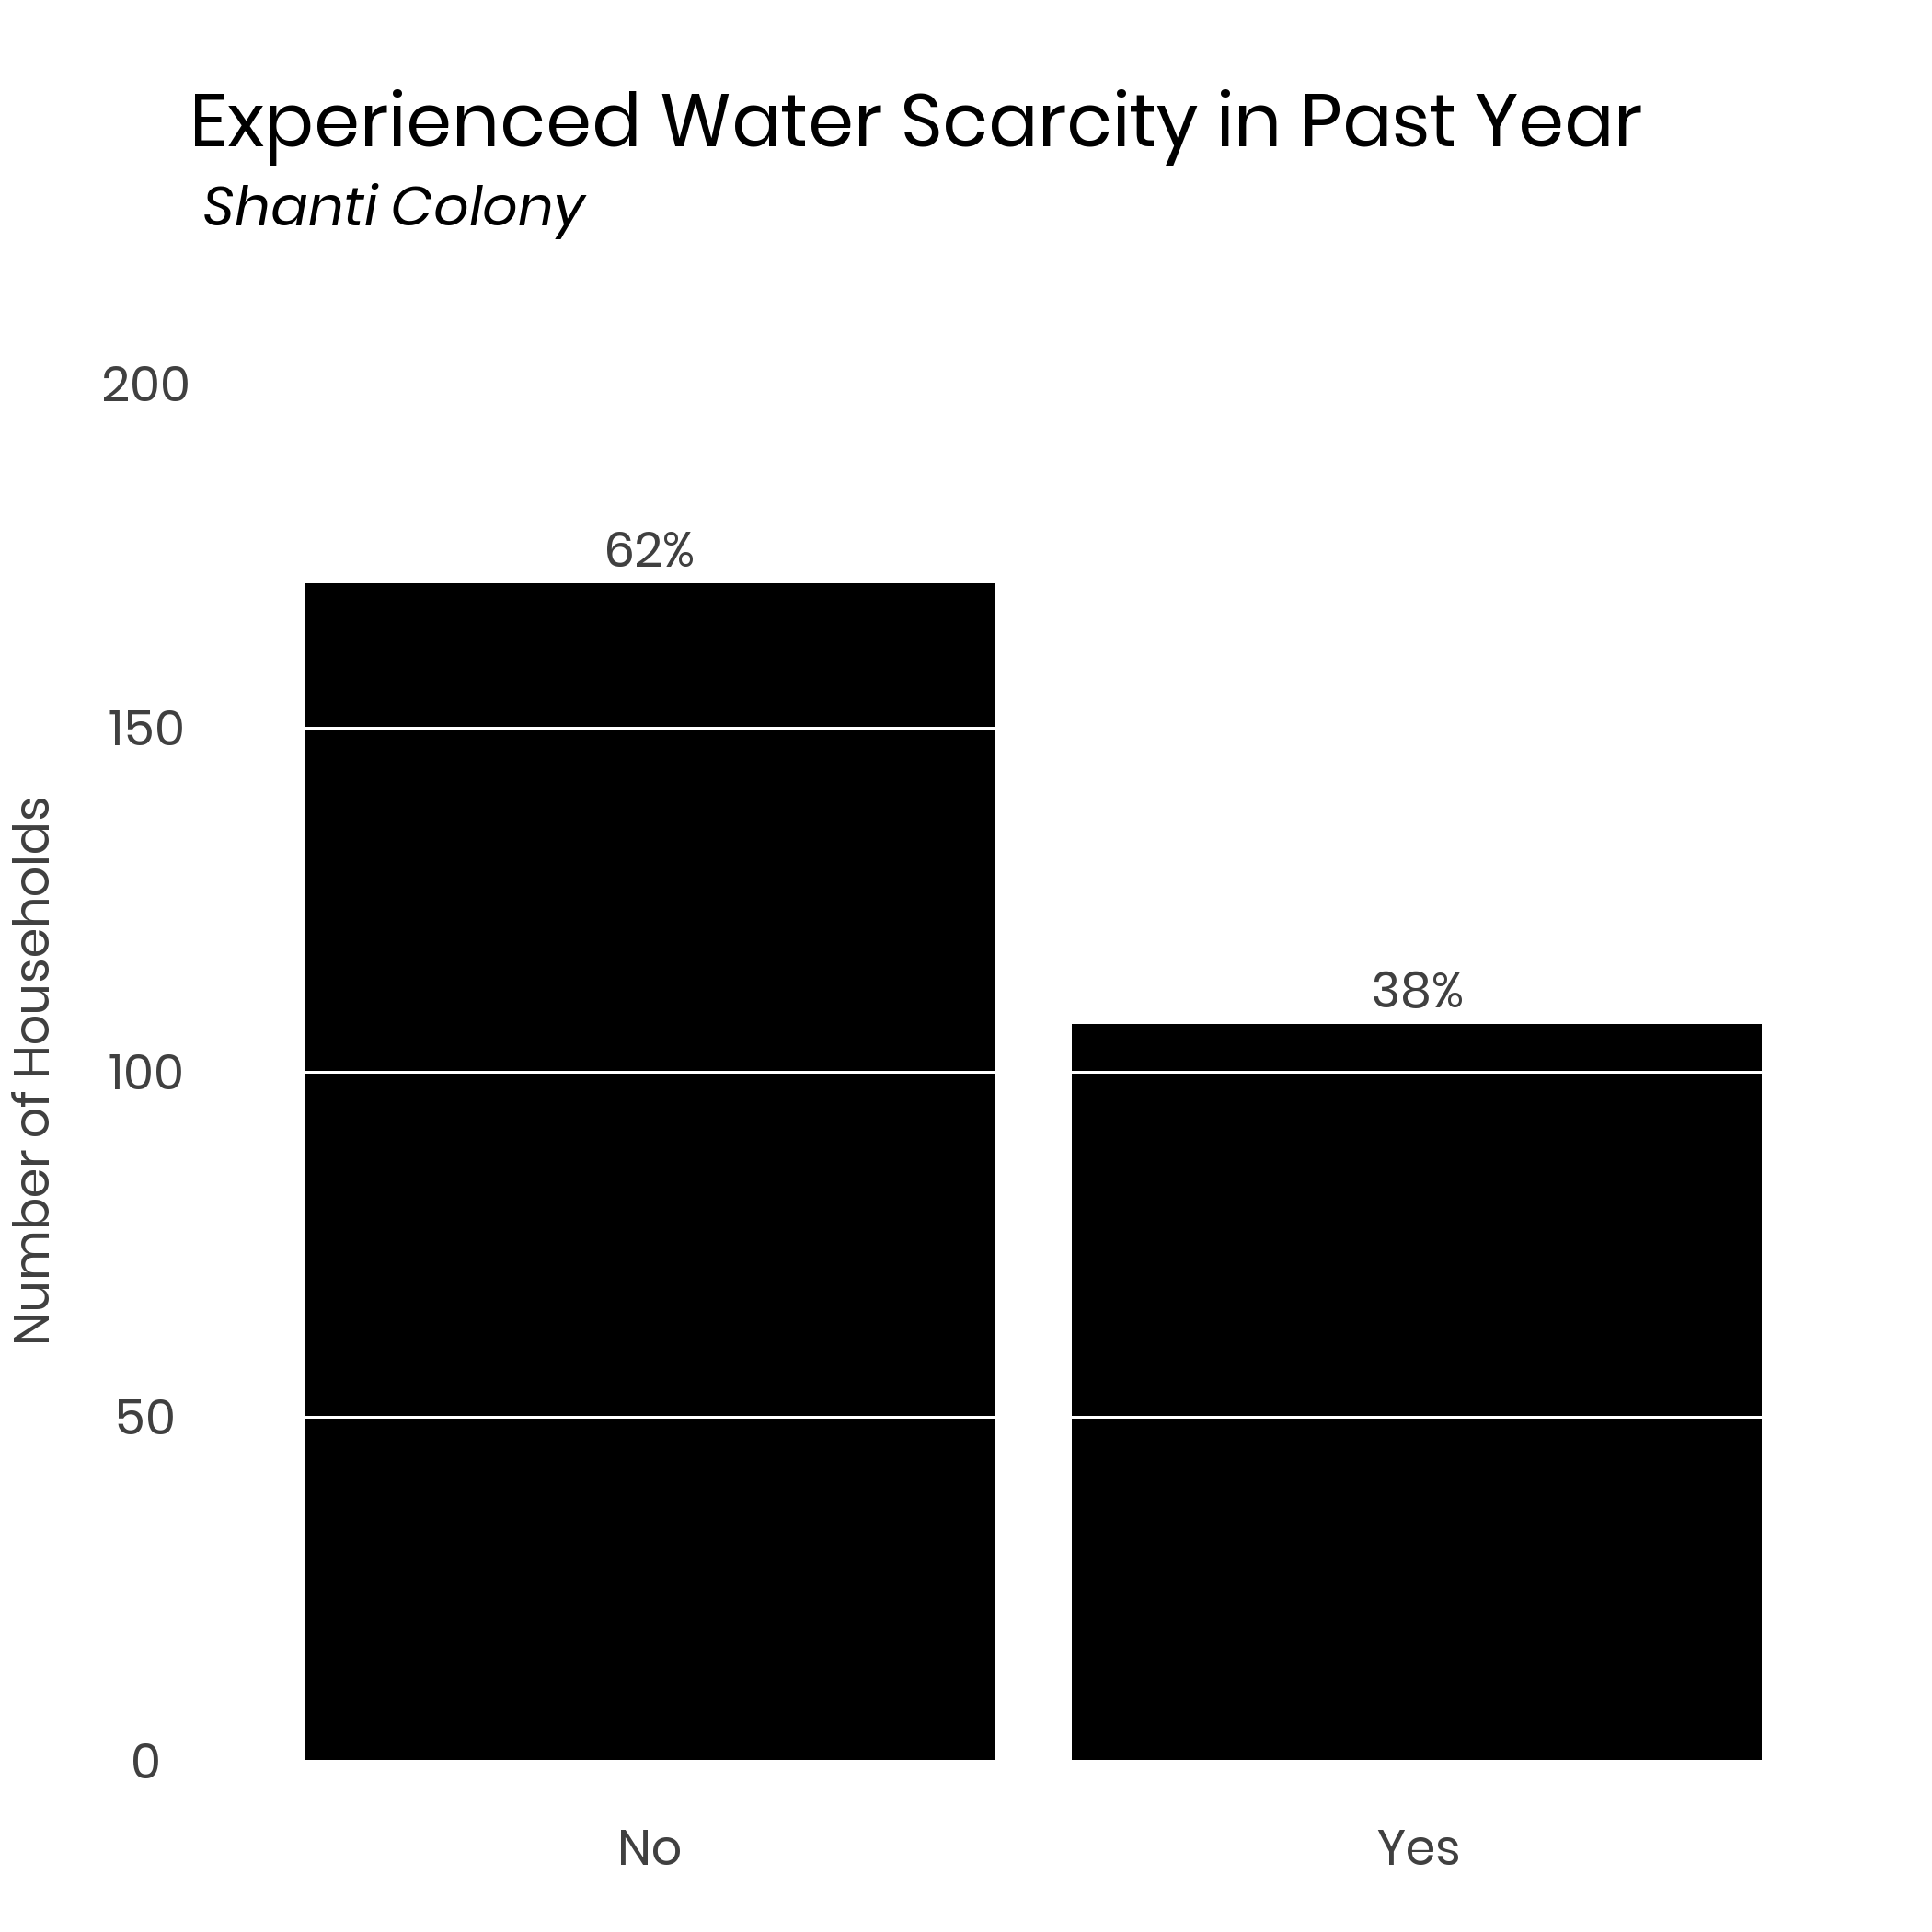 Experienced Water Scarcity in Past Year
Shanti Colony
200
62%
150
Number of Households
38%
100
50
0
No
Yes